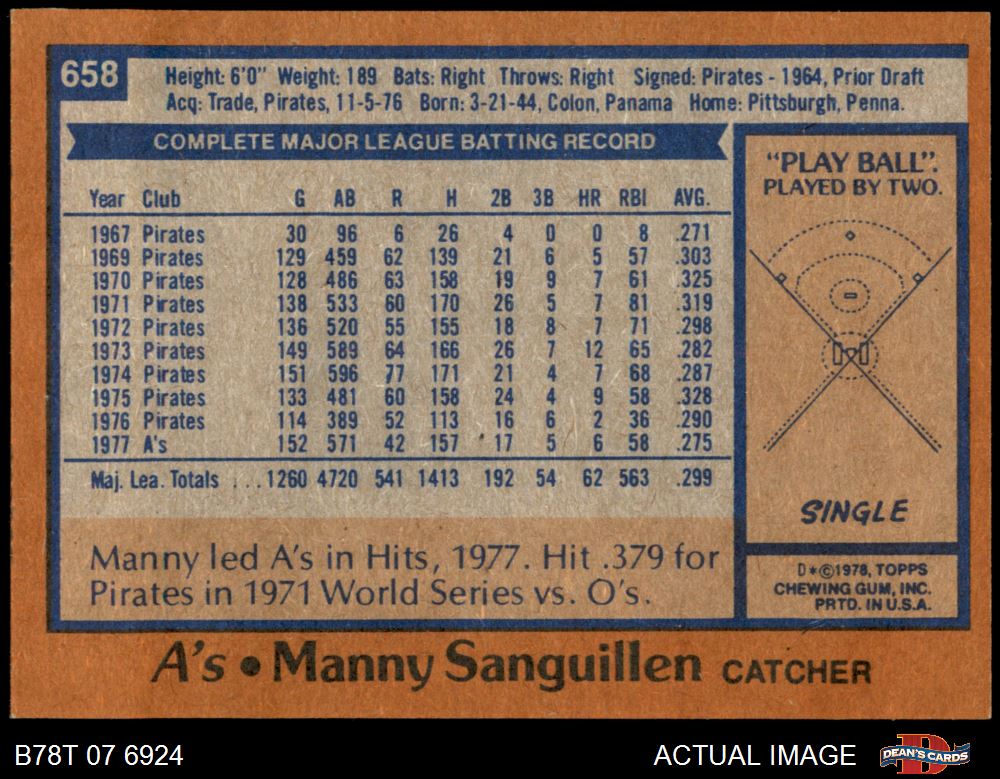 658
Height: 6'0" Weight: 189 Bats: Right Throws: Right Signed: Pirates - 1964, Prior Draft
Acq: Trade, Pirates, 11-5-76 Born: 3-21-44, Colon, Panama Home: Pittsburgh, Penna.
COMPLETE MAJOR LEAGUE BATTING RECORD
Year Club G AB R H 2B 3B HR RBI AVG.
1967 Pirates 30 96 6 26 4 0 0 8 .271
1969 Pirates 129 459 62 139 21 6 5 57 .303
1970 Pirates 128 486 63 158 19 9 7 61 .325
1971 Pirates 138 533 60 170 26 5 7 81 .319
1972 Pirates 136 520 55 155 18 8 7 71 .298
1973 Pirates 149 589 64 166 26 7 12 65 .282
1974 Pirates 151 596 77 171 21 4 7 68 .287
1975 Pirates 133 481 60 158 24 4 9 58 .328
1976 Pirates 114 389 52 113 16 6 2 36 .290
1977 A's 152 571 42 157 17 5 6 58 .275
Maj. Lea. Totals ...1260 4720 541 1413 192 54 62 563 .299
Manny led A's in Hits, 1977. Hit .379 for
Pirates in 1971 World Series vs. O's.
"PLAY BALL".
PLAYED BY TWO.
SINGLE
D*©1978, TOPPS
CHEWING GUM, INC.
PRTD. IN U.S.A.
A's • Manny Sanguillen CATCHER
B78T 07 6924
ACTUAL IMAGE
DEAN'S CARDS